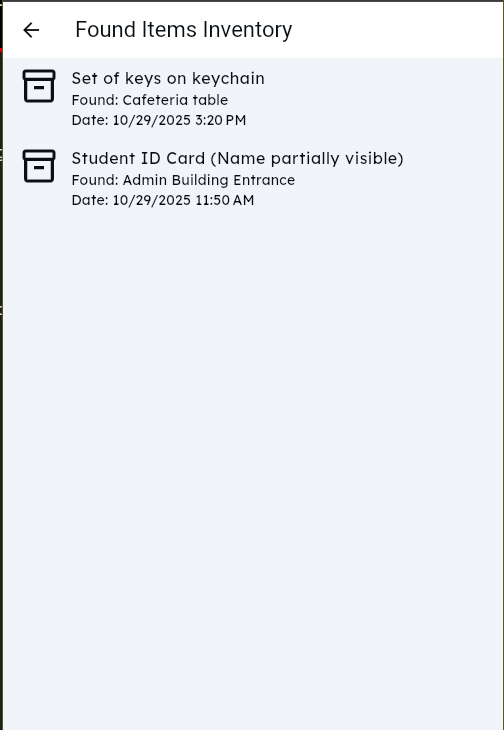 Found Items Inventory
Set of keys on keychain
Found: Cafeteria table
Date: 10/29/2025 3:20 PM
Student ID Card (Name partially visible)
Found: Admin Building Entrance
Date: 10/29/2025 11:50 AM